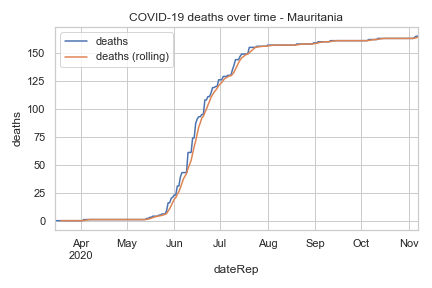 COVID-19 deaths over time - Mauritania
deaths
deaths (rolling)
deaths
150
125
100
75
50
25
0
Apr
2020
May
Jun
Jul
Aug
Sep
Oct
Nov
dateRep